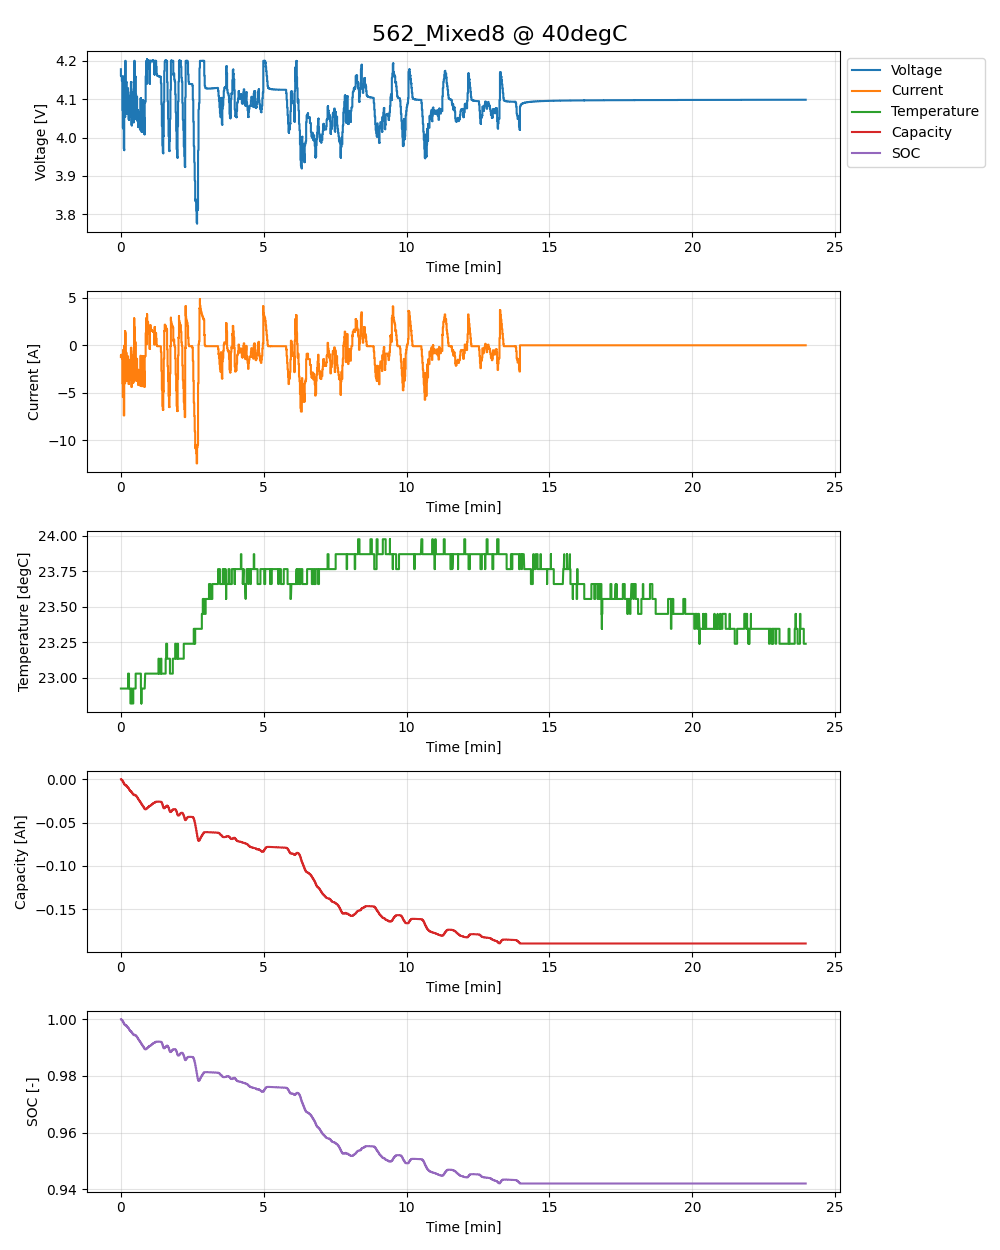 562_Mixed8 @ 40degC
Voltage [V]
4.2
4.1
4.0
3.9
3.8
0 5 10 15 20 25
Time [min]
Voltage
Current
Temperature
Capacity
SOC
Current [A]
5
0
−5
−10
0 5 10 15 20 25
Time [min]
Temperature [degC]
24.00
23.75
23.50
23.25
23.00
0 5 10 15 20 25
Time [min]
Capacity [Ah]
0.00
−0.05
−0.10
−0.15
0 5 10 15 20 25
Time [min]
SOC [-]
1.00
0.98
0.96
0.94
0 5 10 15 20 25
Time [min]